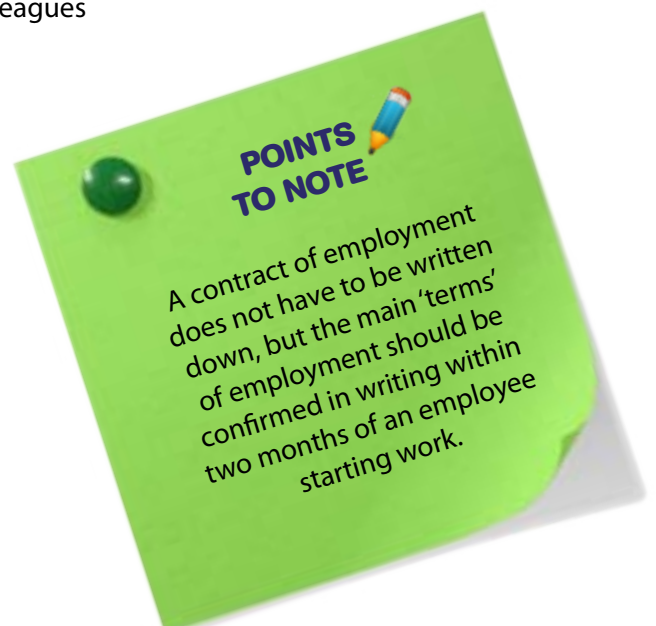 eagues
POINTS
TO NOTE
A contract of employment
does not have to be written
down, but the main ‘terms’
of employment should be
confirmed in writing within
two months of an employee
starting work.